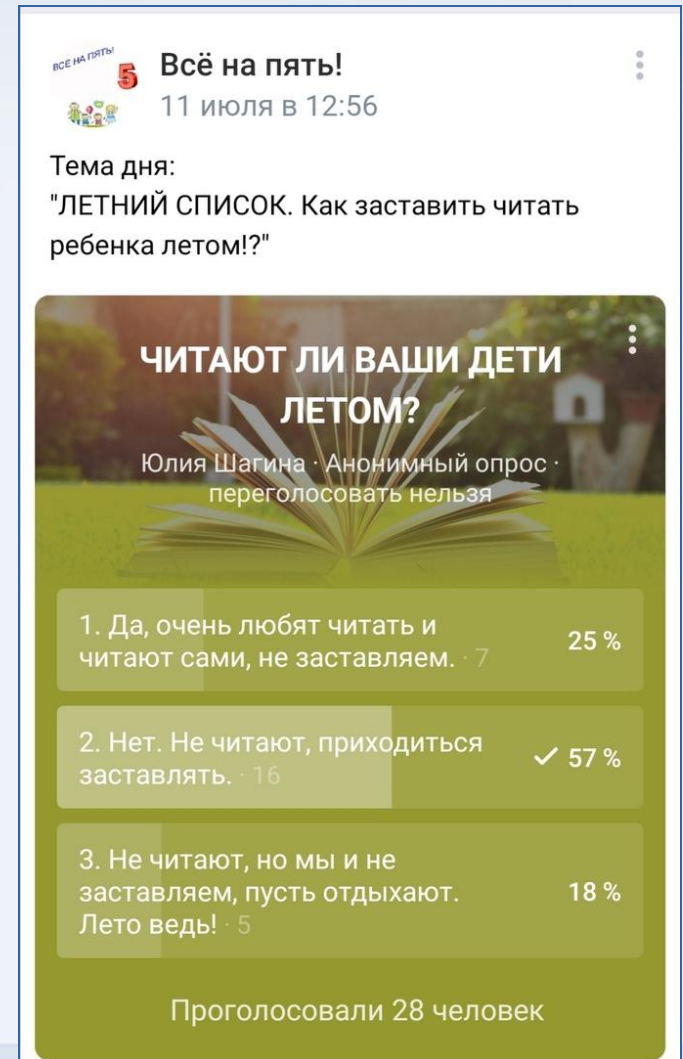 ВСЁ НА ПЯТЬ!
5
Всё на пять!
11 июля в 12:56
Тема дня:
"ЛЕТНИЙ СПИСОК. Как заставить читать
ребенка летом!?"
ЧИТАЮТ ЛИ ВАШИ ДЕТИ
ЛЕТОМ?
Юлия Шагина · Анонимный опрос ·
переголосовать нельзя
1. Да, очень любят читать и
читают сами, не заставляем. · 7
25 %
2. Нет. Не читают, приходиться
заставлять. · 16
57 %
3. Не читают, но мы и не
заставляем, пусть отдыхают.
Лето ведь! · 5
18 %
Проголосовали 28 человек